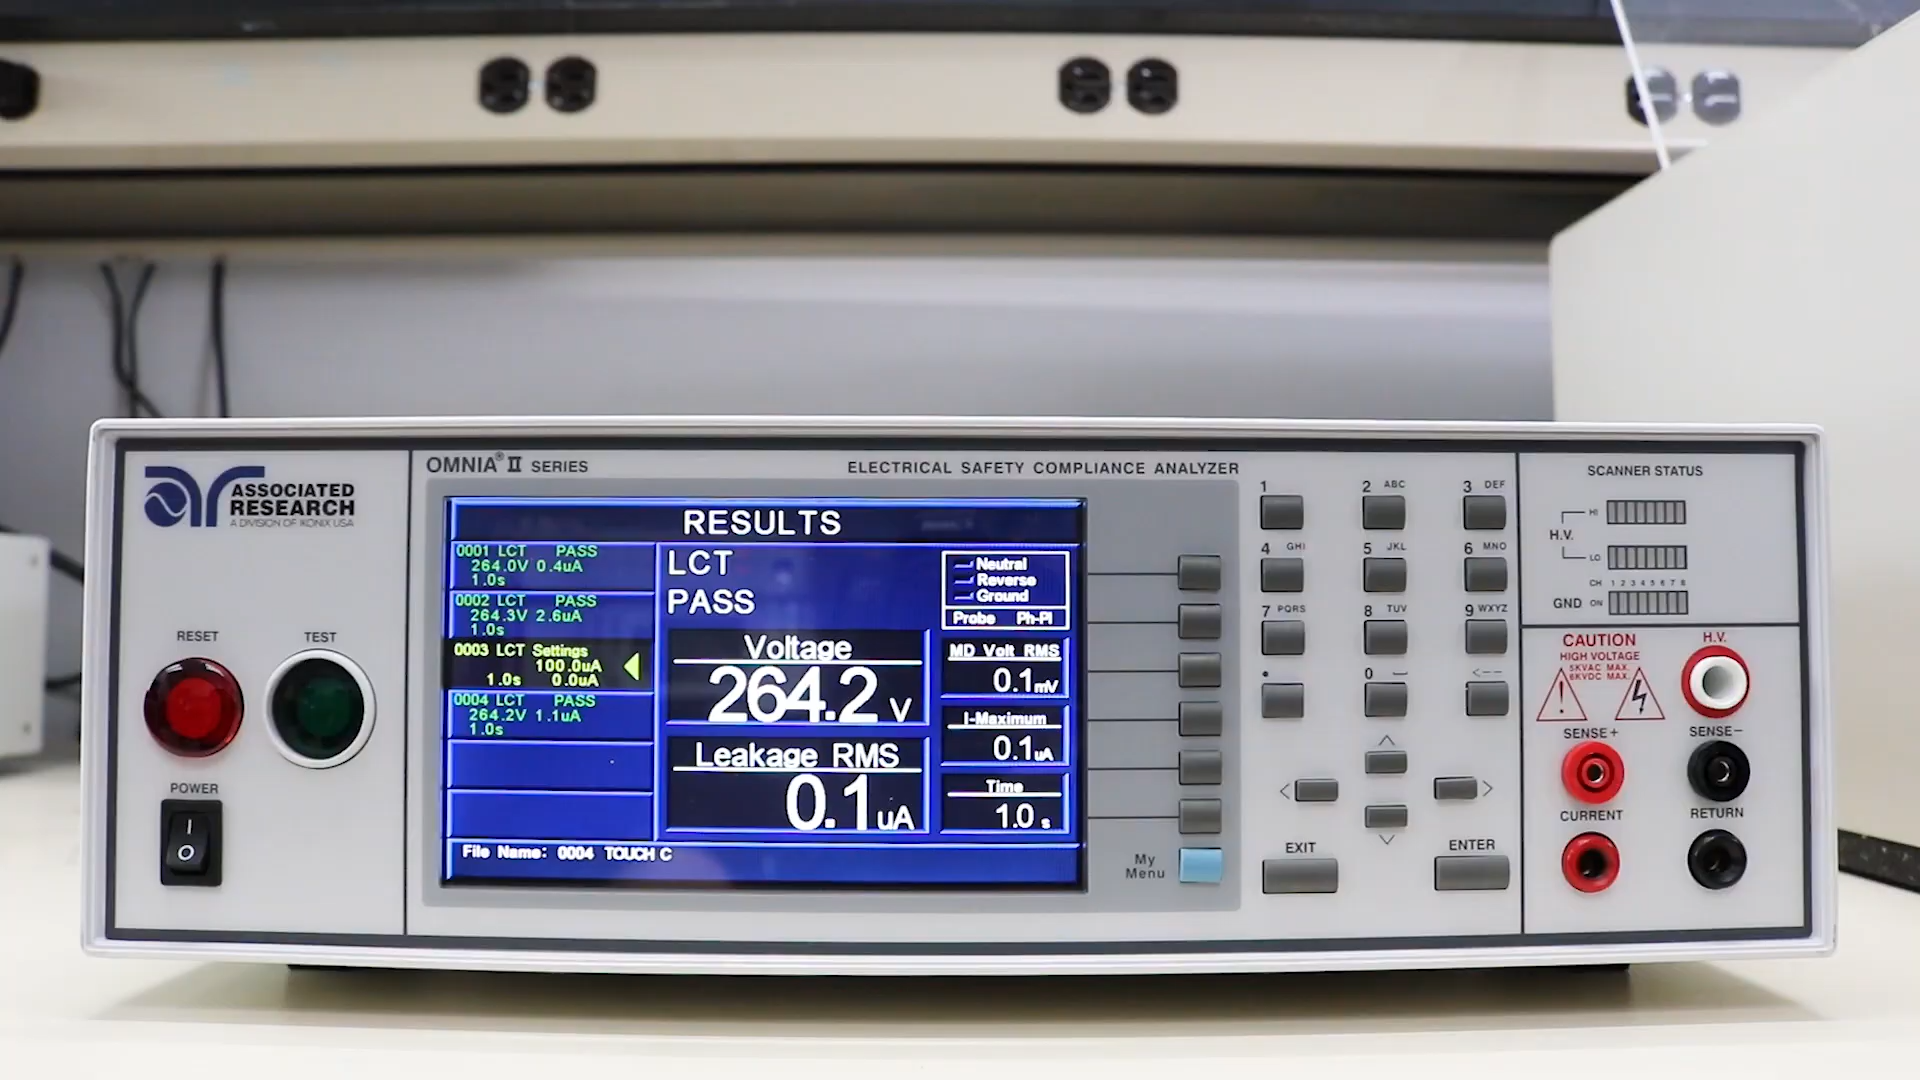 ASSOCIATED
RESEARCH
A DIVISION OF IKONIX USA
RESET
TEST
POWER
I
O
OMNIA® II SERIES
ELECTRICAL SAFETY COMPLIANCE ANALYZER
RESULTS
0001 LCT PASS
264.0V 0.4uA
1.0s
0002 LCT PASS
264.3V 2.6uA
1.0s
0003 LCT Settings
100.0uA
1.0s 0.0uA
0004 LCT PASS
264.2V 1.1uA
1.0s
LCT
PASS
Voltage
264.2 V
Leakage RMS
0.1uA
Neutral
Reverse
Ground
Probe Ph-Pl
MD Volt RMS
0.1mV
I-Maximum
0.1uA
Time
1.0 s
File Name: 0004 TOUCH C
My
Menu
1
2 ABC
3 DEF
4 GHI
5 JKL
6 MNO
7 PQRS
8 TUV
9 WXYZ
0
EXIT
ENTER
SCANNER STATUS
HI
H.V.
LO
CH 1 2 3 4 5 6 7 8
GND ON
CAUTION
HIGH VOLTAGE
5KVAC MAX.
6KVDC MAX.
H.V.
SENSE+
SENSE−
CURRENT
RETURN